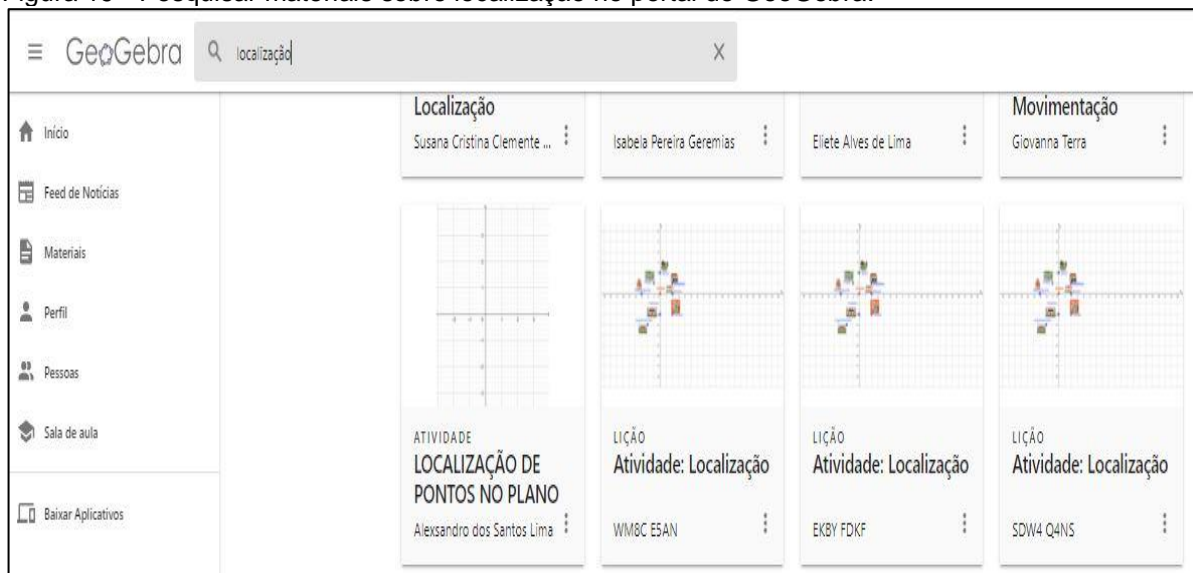 Figura 10 - Pesquisar materiais sobre localização no portal do GeoGebra.
GeoGebra
localização
Início
Feed de Notícias
Materiais
Perfil
Pessoas
Sala de aula
Baixar Aplicativos
Localização
Susana Cristina Clemente ...
Isabela Pereira Geremias
Eliete Alves de Lima
Movimentação
Giovanna Terra
ATIVIDADE
LOCALIZAÇÃO DE
PONTOS NO PLANO
Alexsandro dos Santos Lima
LIÇÃO
Atividade: Localização
WM8C E5AN
LIÇÃO
Atividade: Localização
EKBY FDKF
LIÇÃO
Atividade: Localização
SDW4 Q4NS